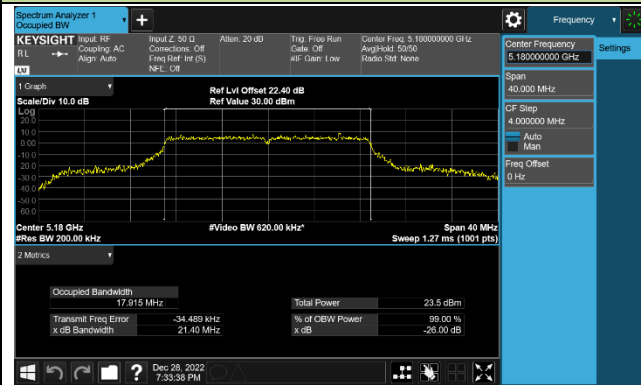 Spectrum Analyzer 1
Occupied BW
Frequency
KEYSIGHT
RL
LXI
Input: RF
Coupling: AC
Align: Auto
Input Z: 50 Ω
Corrections: Off
Freq Ref: Int (S)
NFE: Off
Atten: 20 dB
Trig: Free Run
Gate: Off
#IF Gain: Low
Center Freq: 5.180000000 GHz
Avg|Hold: 50/50
Radio Std: None
Center Frequency
5.180000000 GHz
Settings
Span
40.000 MHz
CF Step
4.000000 MHz
Auto
Man
Freq Offset
0 Hz
1 Graph
Scale/Div 10.0 dB
Ref Lvl Offset 22.40 dB
Ref Value 30.00 dBm
Log
20.0
10.0
0.00
-10.0
-20.0
-30.0
-40.0
-50.0
-60.0
Center 5.18 GHz
#Res BW 200.00 kHz
#Video BW 620.00 kHz*
Span 40 MHz
Sweep 1.27 ms (1001 pts)
2 Metrics
Occupied Bandwidth
17.915 MHz
Transmit Freq Error -34.489 kHz
x dB Bandwidth 21.40 MHz
Total Power 23.5 dBm
% of OBW Power 99.00 %
x dB -26.00 dB
?
Dec 28, 2022
7:33:38 PM